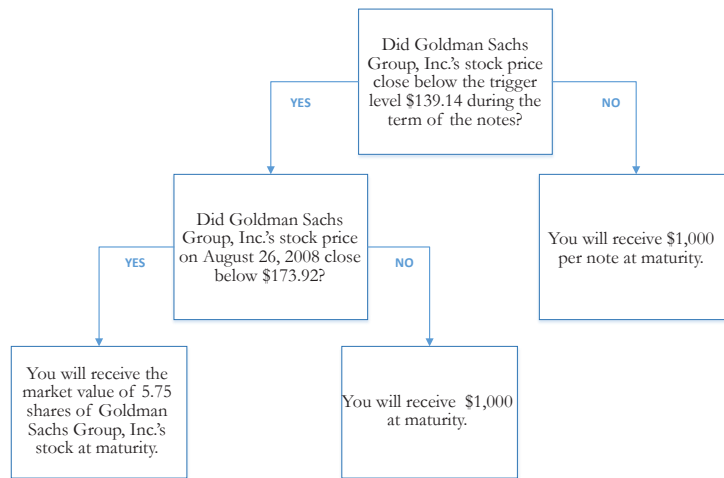 Did Goldman Sachs
Group, Inc.'s stock price
close below the trigger
level $139.14 during the
term of the notes?
YES
NO
Did Goldman Sachs
Group, Inc.'s stock price
on August 26, 2008 close
below $173.92?
You will receive $1,000
per note at maturity.
YES
NO
You will receive the
market value of 5.75
shares of Goldman
Sachs Group, Inc.'s
stock at maturity.
You will receive $1,000
at maturity.